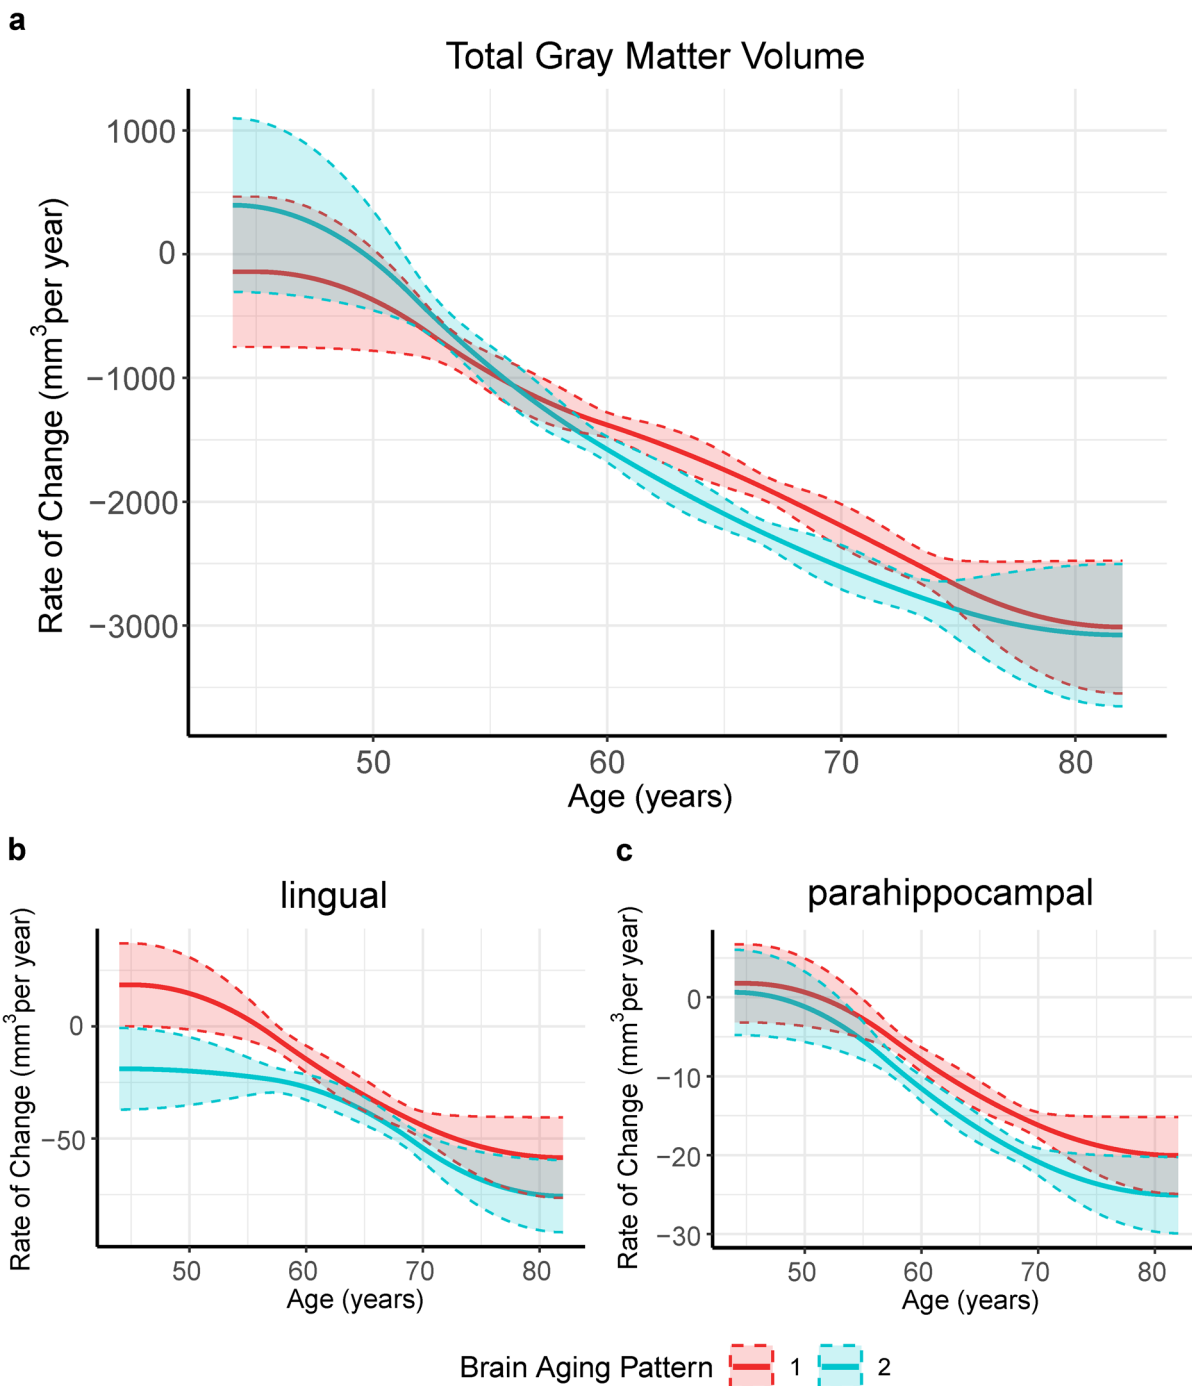 a
Total Gray Matter Volume
Rate of Change (mm³per year)
1000
0
−1000
−2000
−3000
50 60 70 80
Age (years)
b
lingual
Rate of Change (mm³per year)
0
−50
50 60 70 80
Age (years)
c
parahippocampal
Rate of Change (mm³per year)
0
−10
−20
−30
50 60 70 80
Age (years)
Brain Aging Pattern 1 2